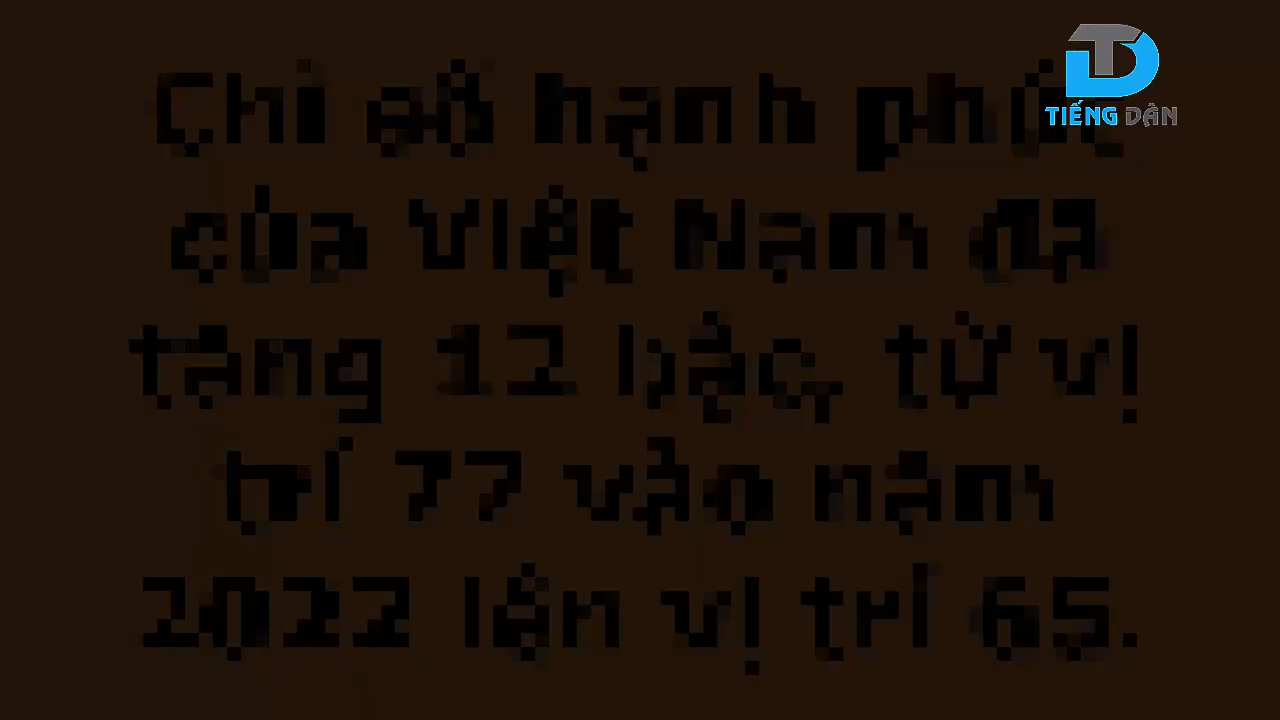 TIẾNG DÂN
Chỉ số hạnh phúc
của Việt Nam đã
tăng 12 bậc, từ vị
trí 77 vào năm
2022 lên vị trí 65.